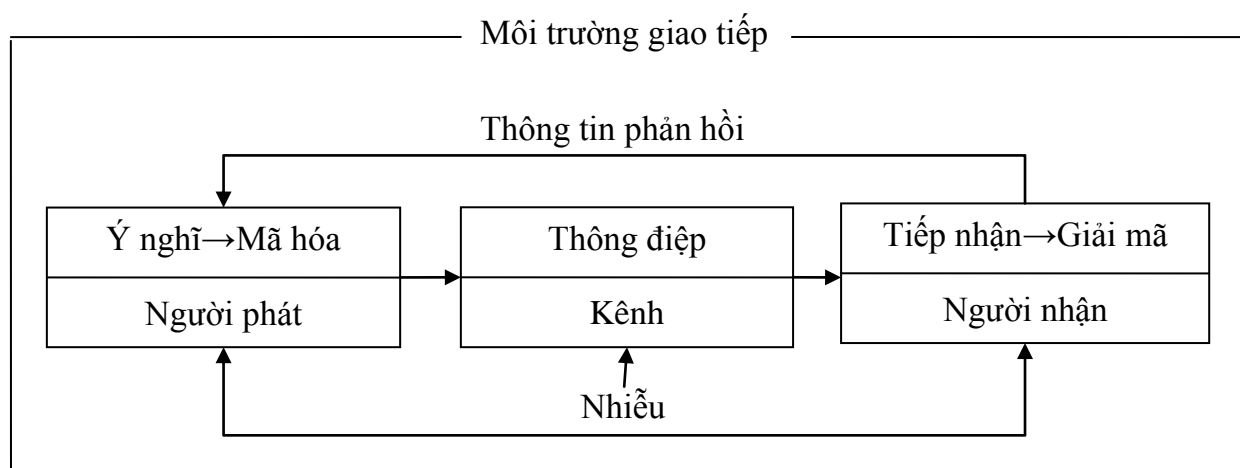 Môi trường giao tiếp
Thông tin phản hồi
Ý nghĩ→Mã hóa
Người phát
Thông điệp
Kênh
Tiếp nhận→Giải mã
Người nhận
Nhiễu